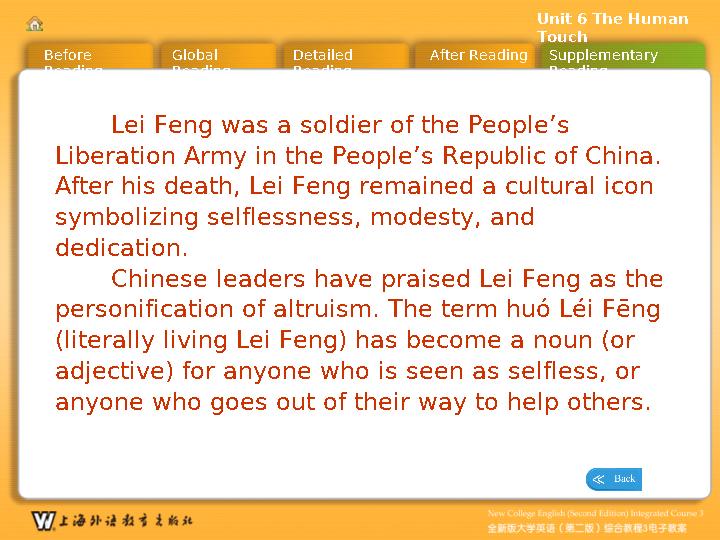 Unit 6 The Human
Touch
Before
Reading
Global
Reading
Detailed
Reading
After Reading
Supplementary
Reading
Lei Feng was a soldier of the People’s
Liberation Army in the People’s Republic of China.
After his death, Lei Feng remained a cultural icon
symbolizing selflessness, modesty, and
dedication.
Chinese leaders have praised Lei Feng as the
personification of altruism. The term huó Léi Fēng
(literally living Lei Feng) has become a noun (or
adjective) for anyone who is seen as selfless, or
anyone who goes out of their way to help others.
≪ Back
W 上海外语教育出版社
New College English (Second Edition) Integrated Course 3
全新版大学英语（第二版）综合教程3电子教案